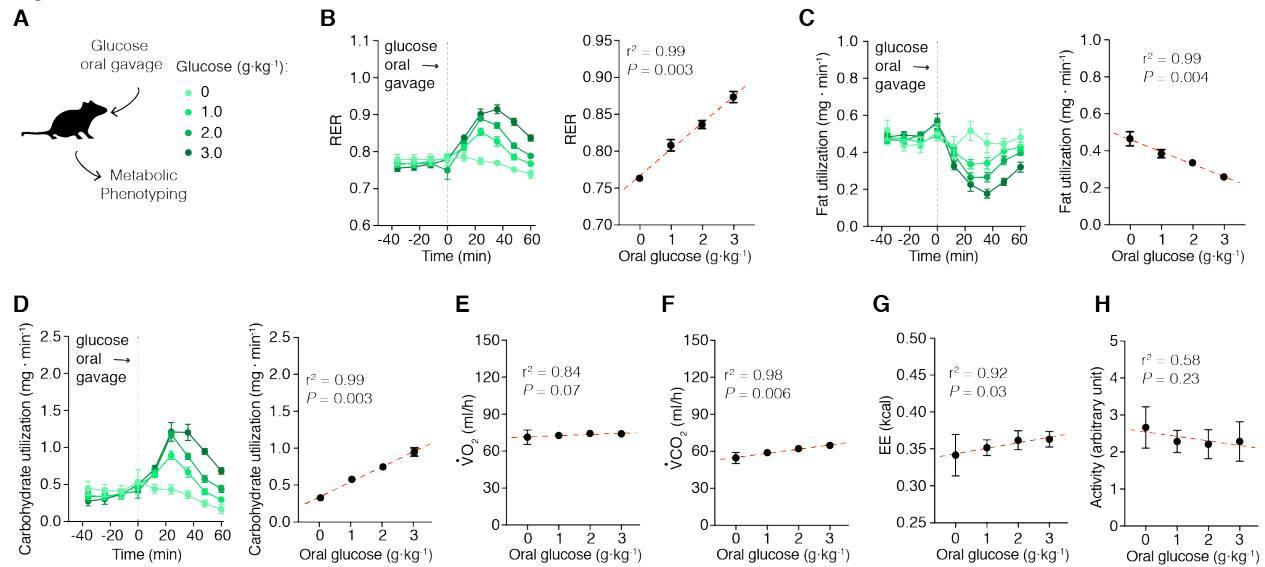 A
Glucose
oral gavage
Glucose (g·kg⁻¹):
0
1.0
2.0
3.0
Metabolic
Phenotyping
B
RER
1.1
1.0
0.9
0.8
0.7
0.6
glucose
oral →
gavage
-40 -20 0 20 40 60
Time (min)
RER
0.95
0.90
0.85
0.80
0.75
0.70
r² = 0.99
P = 0.003
0 1 2 3
Oral glucose (g·kg⁻¹)
C
Fat utilization (mg · min⁻¹)
1.0
0.8
0.6
0.4
0.2
0.0
glucose
oral →
gavage
-40 -20 0 20 40 60
Time (min)
Fat utilization (mg · min⁻¹)
1.0
0.8
0.6
0.4
0.2
0.0
r² = 0.99
P = 0.004
0 1 2 3
Oral glucose (g·kg⁻¹)
D
Carbohydrate utilization (mg · min⁻¹)
2.5
2.0
1.5
1.0
0.5
0.0
glucose
oral →
gavage
-40 -20 0 20 40 60
Time (min)
Carbohydrate utilization (mg · min⁻¹)
2.5
2.0
1.5
1.0
0.5
0.0
r² = 0.99
P = 0.003
0 1 2 3
Oral glucose (g·kg⁻¹)
E
V̇O₂ (ml/h)
150
120
90
60
30
0
r² = 0.84
P = 0.07
0 1 2 3
Oral glucose (g·kg⁻¹)
F
V̇CO₂ (ml/h)
150
120
90
60
30
0
r² = 0.98
P = 0.006
0 1 2 3
Oral glucose (g·kg⁻¹)
G
EE (kcal)
0.50
0.45
0.40
0.35
0.30
0.25
r² = 0.92
P = 0.03
0 1 2 3
Oral glucose (g·kg⁻¹)
H
Activity (arbitrary unit)
5
4
3
2
1
0
r² = 0.58
P = 0.23
0 1 2 3
Oral glucose (g·kg⁻¹)